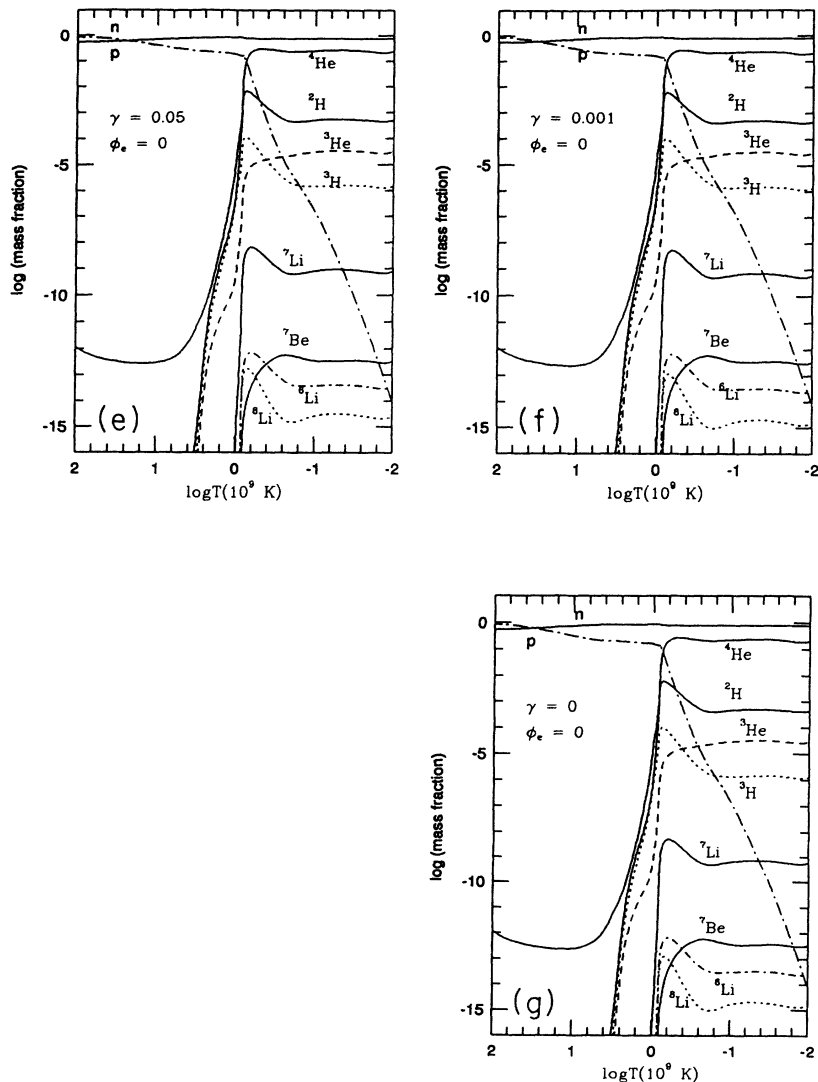 n
p
⁴He
²H
³He
³H
⁷Li
⁷Be
⁶Li
⁸Li
γ = 0.05
φₑ = 0
(e)
0
-5
-10
-15
log (mass fraction)
2
1
0
-1
-2
logT(10⁹ K)
n
p
⁴He
²H
³He
³H
⁷Li
⁷Be
⁶Li
⁸Li
γ = 0.001
φₑ = 0
(f)
0
-5
-10
-15
log (mass fraction)
2
1
0
-1
-2
logT(10⁹ K)
n
p
⁴He
²H
³He
³H
⁷Li
⁷Be
⁶Li
⁸Li
γ = 0
φₑ = 0
(g)
0
-5
-10
-15
log (mass fraction)
2
1
0
-1
-2
logT(10⁹ K)